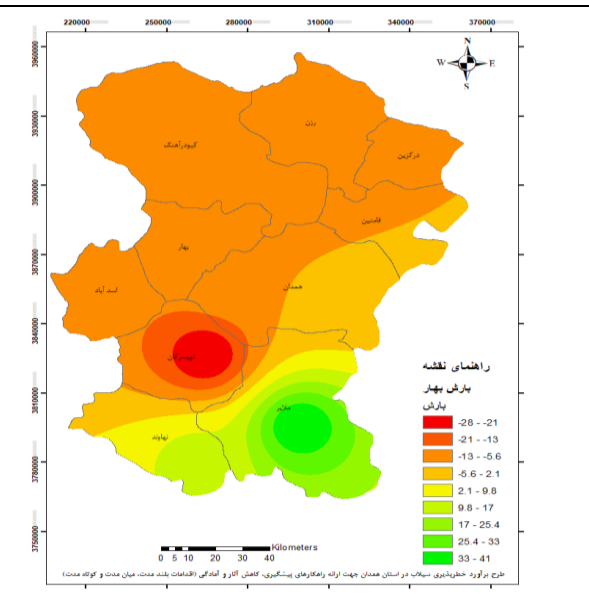 220000 250000 280000 310000 340000 370000
N
W E
S
3960000
3930000
3900000
3870000
3840000
3810000
3780000
3750000
رزن
کبودرآهنگ
درگزین
فامنین
بهار
همدان
اسد آباد
تویسرکان
ملایر
نهاوند
راهنمای نقشه
بارش بهار
بارش
-28 - -21
-21 - -13
-13 - -5.6
-5.6 - 2.1
2.1 - 9.8
9.8 - 17
17 - 25.4
25.4 - 33
33 - 41
Kilometers
0 5 10 20 30 40
طرح برآورد خطرپذیری سیلاب در استان همدان جهت ارائه راهکارهای پیشگیری، کاهش آثار و آمادگی (اقدامات بلند مدت، میان مدت و کوتاه مدت)